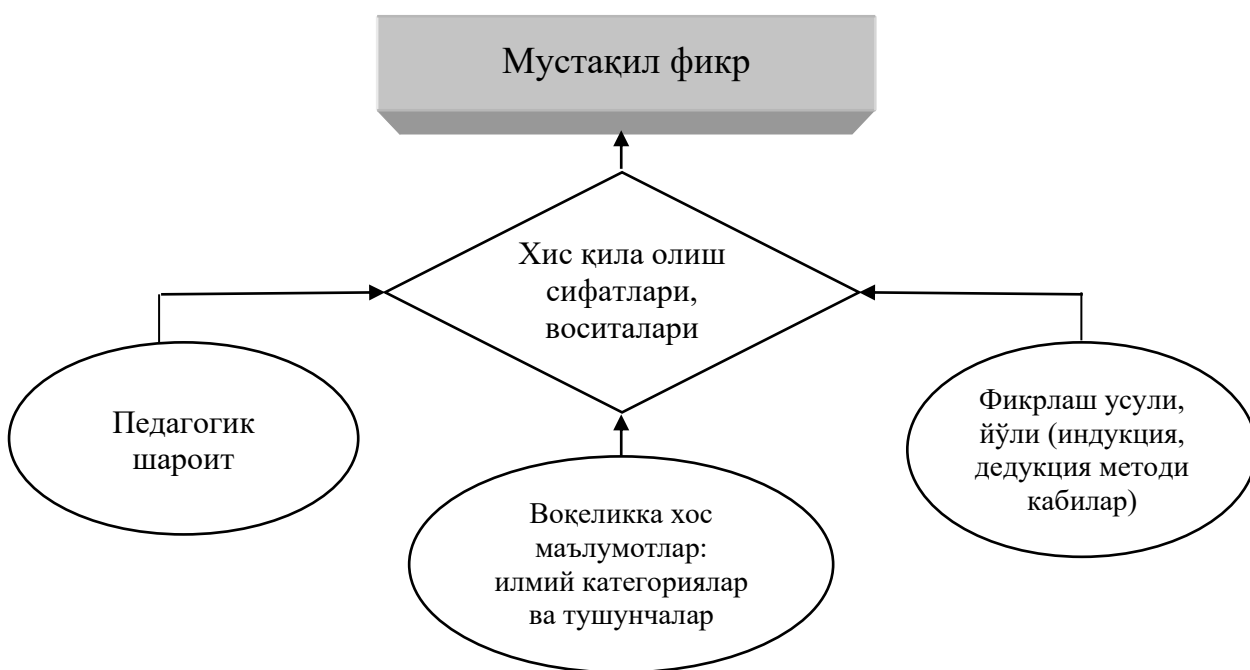 Мустақил фикр
Хис қила олиш
сифатлари,
воситалари
Педагогик
шароит
Воқеликка хос
маълумотлар:
илмий категориялар
ва тушунчалар
Фикрлаш усули,
йўли (индукция,
дедукция методи
кабилар)